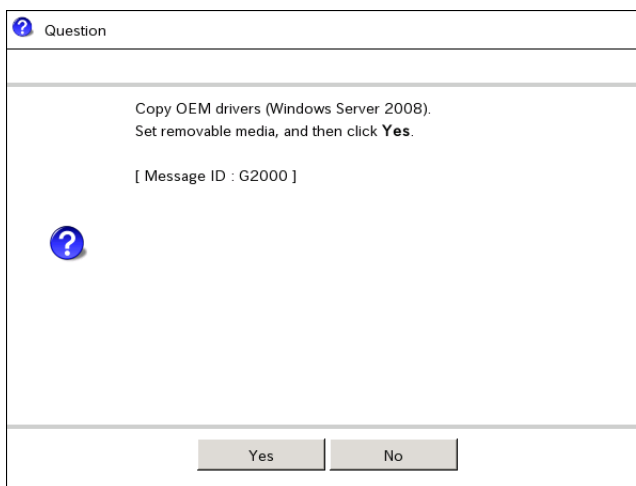 Question
Copy OEM drivers (Windows Server 2008).
Set removable media, and then click Yes.
[ Message ID : G2000 ]
Yes
No